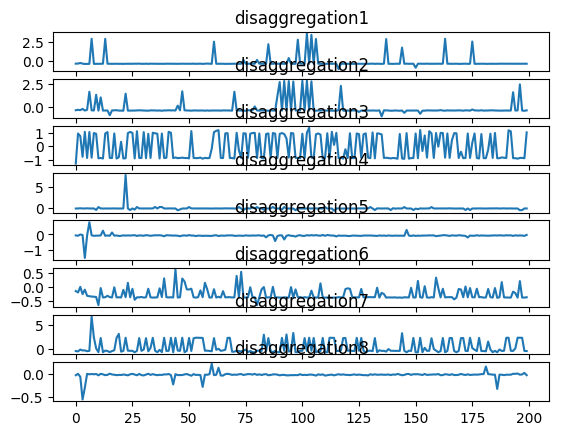 disaggregation1
2.5
0.0
disaggregation2
2.5
0.0
disaggregation3
1
0
−1
disaggregation4
5
0
disaggregation5
0
−1
disaggregation6
0.5
0.0
−0.5
disaggregation7
5
0
disaggregation8
0.0
−0.5
0 25 50 75 100 125 150 175 200